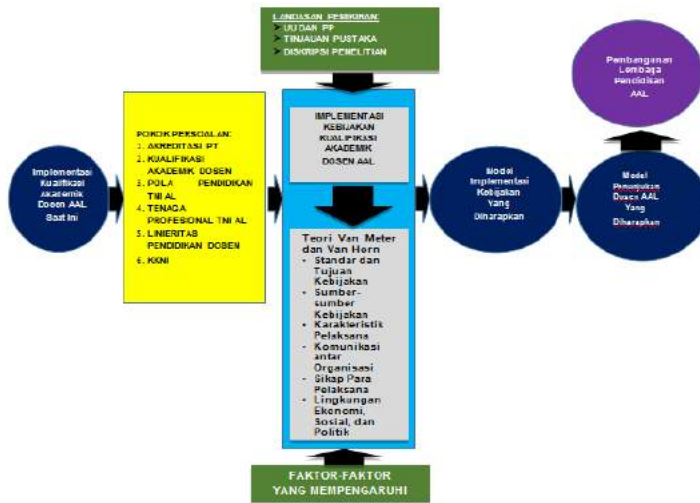 LANDASAN PEMIKIRAN:
➤ UU DAN PP
➤ TINJAUAN PUSTAKA
➤ DISKRIPSI PENELITIAN
Implementasi
Kualifikasi
Akademik
Dosen AAL
Saat Ini
POKOK PERSOALAN:
1. AKREDITASI PT
2. KUALIFIKASI
AKADEMIK DOSEN
3. POLA PENDIDIKAN
TNI AL
4. TENAGA
PROFESIONAL TNI AL
5. LINIERITAS
PENDIDIKAN DOSEN
6. KKNI
IMPLEMENTASI
KEBIJAKAN
KUALIFIKASI
AKADEMIK
DOSEN AAL
Teori Van Meter
dan Van Horn
• Standar dan
Tujuan
Kebijakan
• Sumber-
sumber
Kebijakan
• Karakteristik
Pelaksana
• Komunikasi
antar
Organisasi
• Sikap Para
Pelaksana
• Lingkungan
Ekonomi,
Sosial, dan
Politik
FAKTOR-FAKTOR
YANG MEMPENGARUHI
Model
Implementasi
Kebijakan
Yang
Diharapkan
Model
Penunjukan
Dosen AAL
Yang
Diharapkan
Pembangunan
Lembaga
Pendidikan
AAL